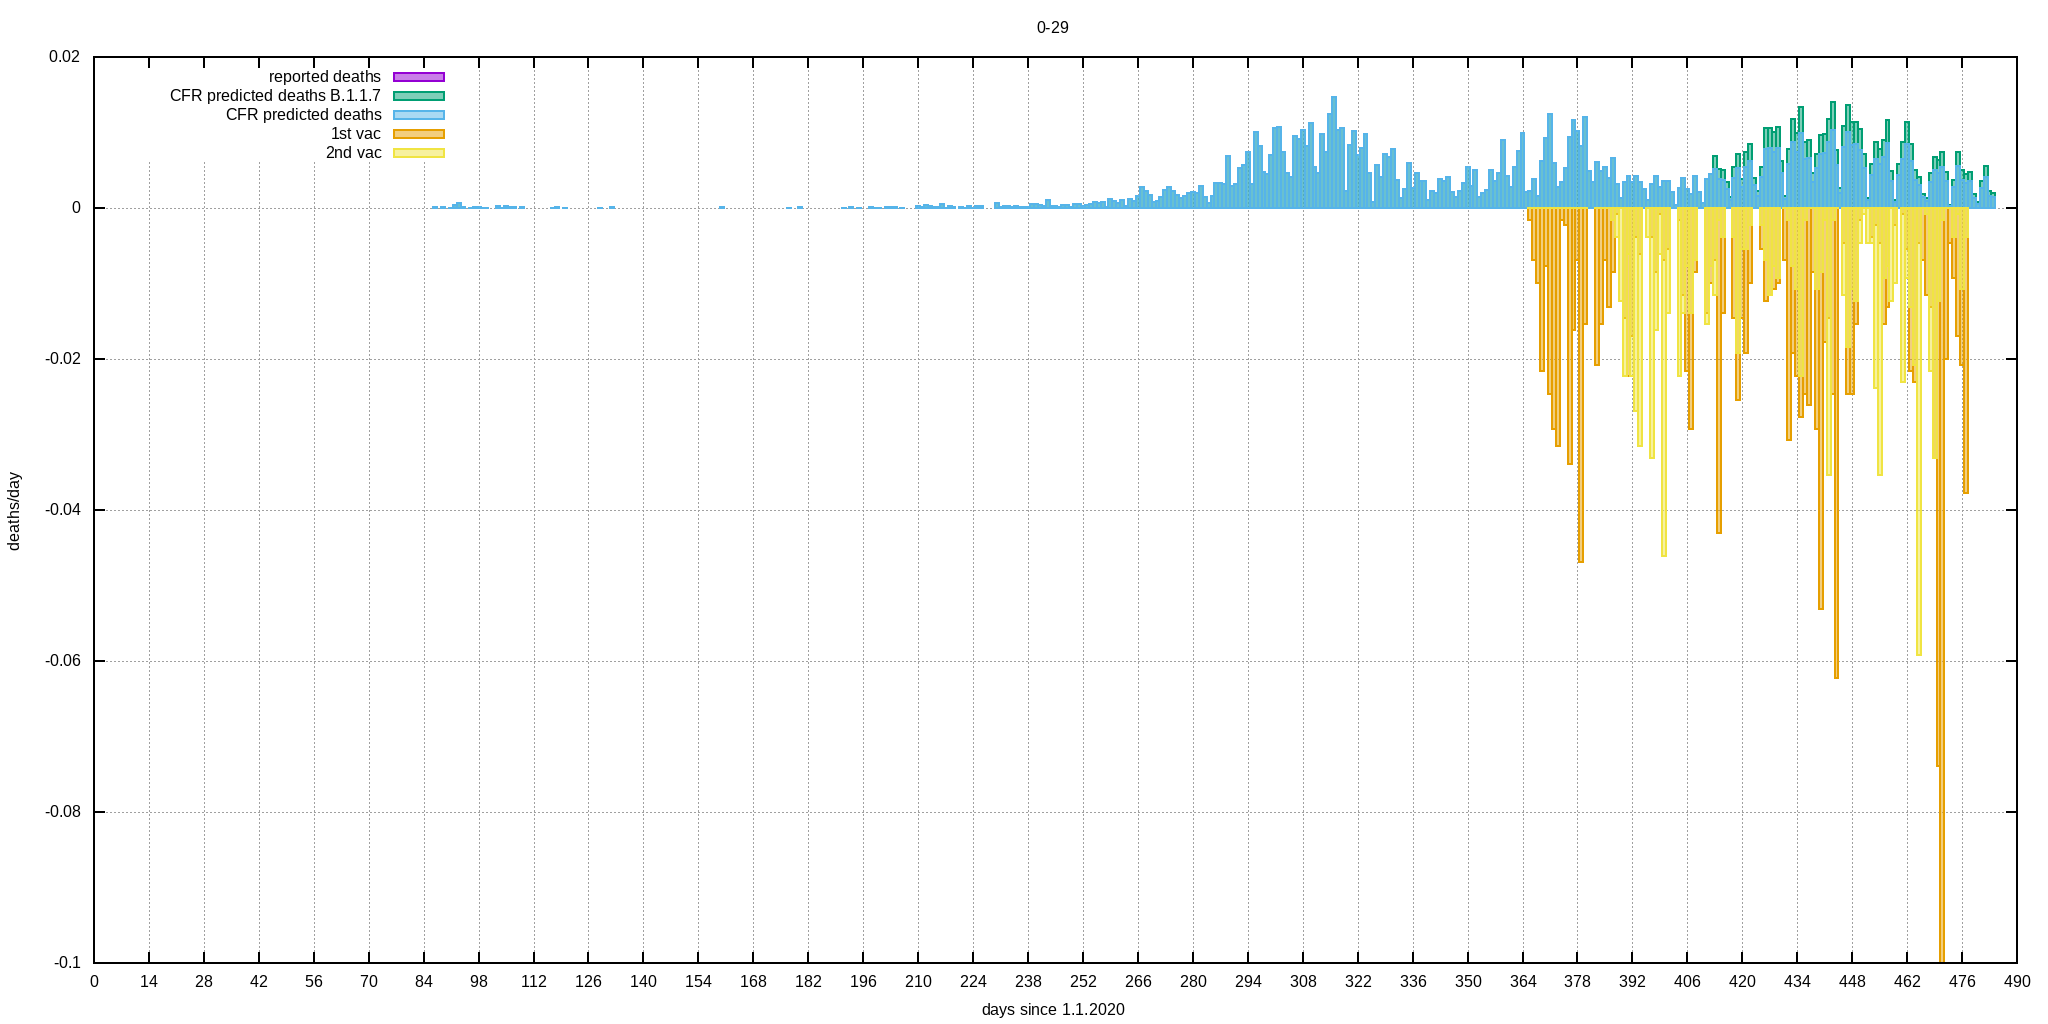 0-29
0.02
0
-0.02
-0.04
-0.06
-0.08
-0.1
deaths/day
reported deaths
CFR predicted deaths B.1.1.7
CFR predicted deaths
1st vac
2nd vac
0 14 28 42 56 70 84 98 112 126 140 154 168 182 196 210 224 238 252 266 280 294 308 322 336 350 364 378 392 406 420 434 448 462 476 490
days since 1.1.2020